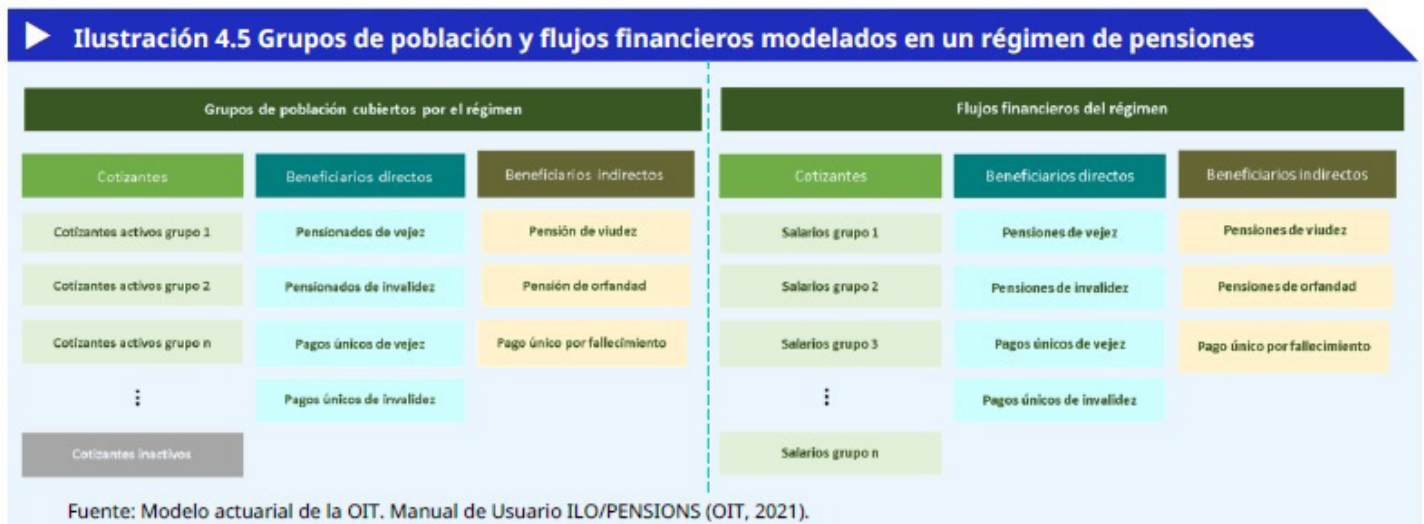 Ilustración 4.5 Grupos de población y flujos financieros modelados en un régimen de pensiones
Grupos de población cubiertos por el régimen
Cotizantes
Beneficiarios directos
Beneficiarios indirectos
Cotizantes activos grupo 1
Pensionados de vejez
Pensión de viudez
Cotizantes activos grupo 2
Pensionados de invalidez
Pensión de orfandad
Cotizantes activos grupo n
Pagos únicos de vejez
Pago único por fallecimiento
⋮
Pagos únicos de invalidez
Cotizantes inactivos
Flujos financieros del régimen
Cotizantes
Beneficiarios directos
Beneficiarios indirectos
Salarios grupo 1
Pensiones de vejez
Pensiones de viudez
Salarios grupo 2
Pensiones de invalidez
Pensiones de orfandad
Salarios grupo 3
Pagos únicos de vejez
Pago único por fallecimiento
⋮
Pagos únicos de invalidez
Salarios grupo n
Fuente: Modelo actuarial de la OIT. Manual de Usuario ILO/PENSIONS (OIT, 2021).